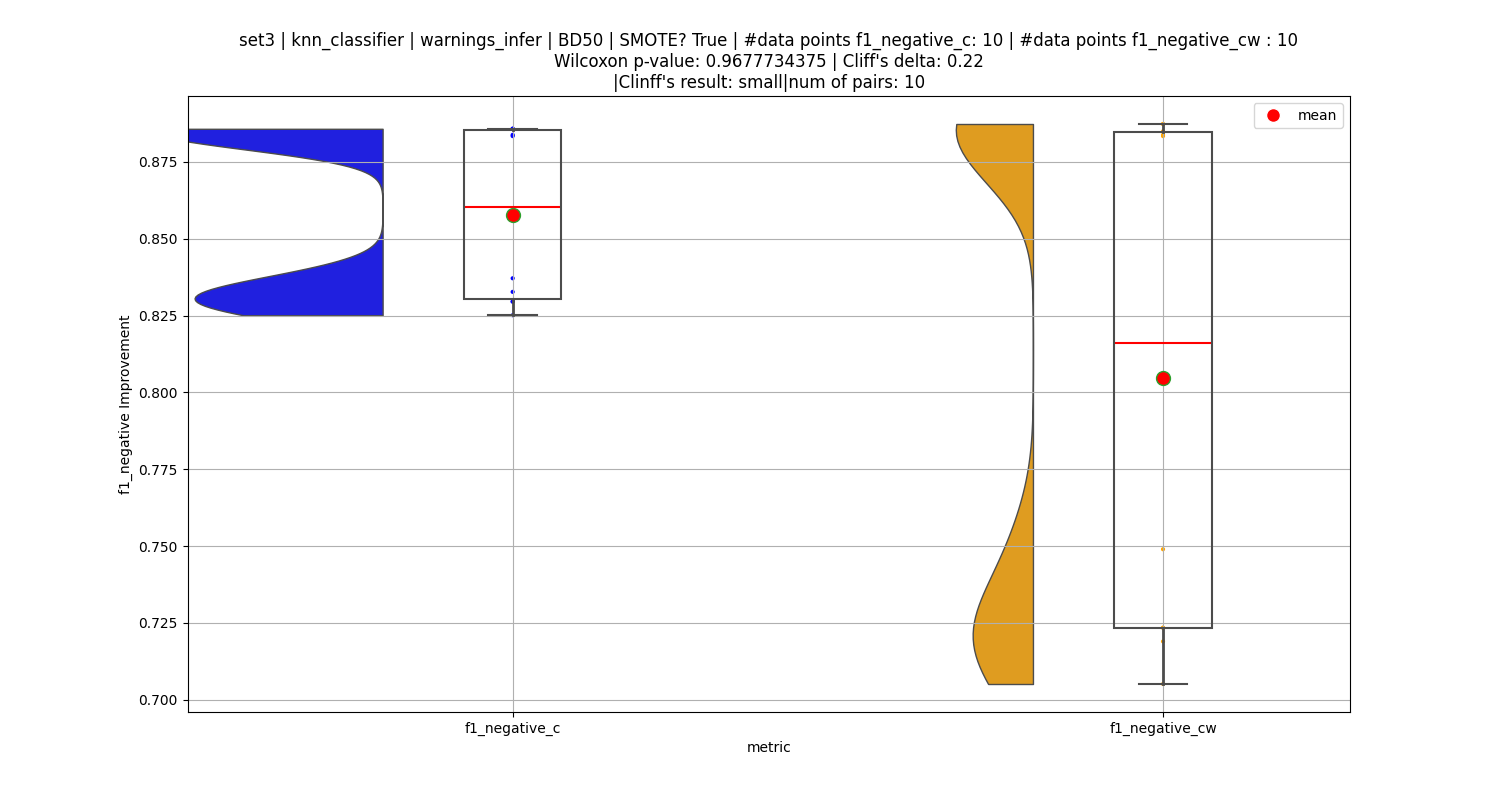 set3 | knn_classifier | warnings_infer | BD50 | SMOTE? True | #data points f1_negative_c: 10 | #data points f1_negative_cw : 10
Wilcoxon p-value: 0.9677734375 | Cliff's delta: 0.22
|Clinff's result: small|num of pairs: 10
mean
0.875
0.850
0.825
0.800
0.775
0.750
0.725
0.700
f1_negative Improvement
f1_negative_c
f1_negative_cw
metric